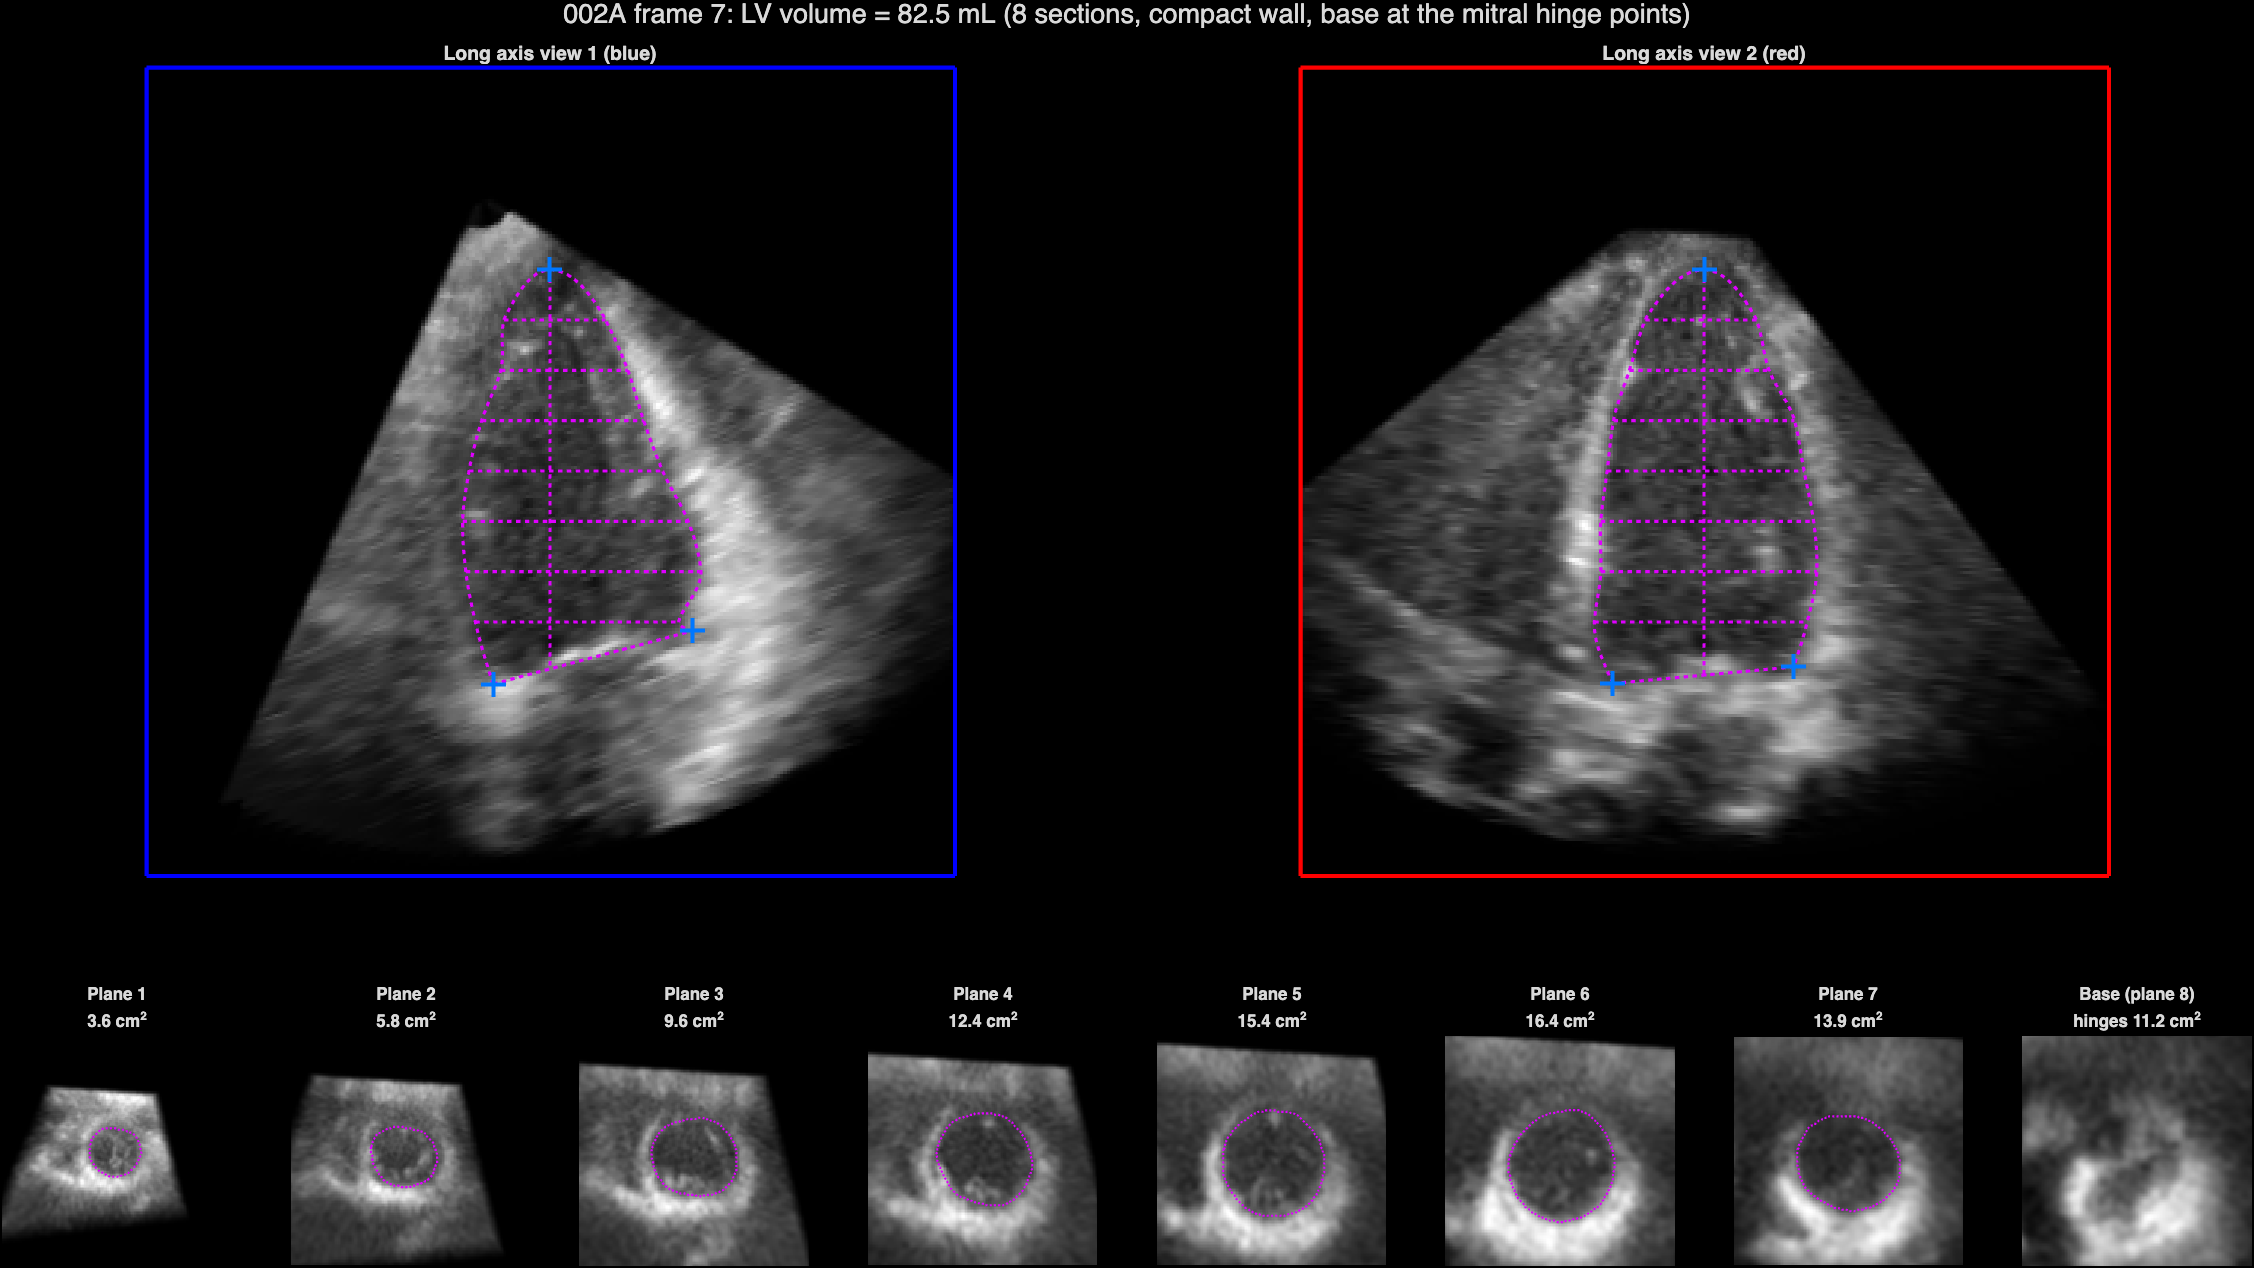 002A frame 7: LV volume = 82.5 mL (8 sections, compact wall, base at the mitral hinge points)
Long axis view 1 (blue)
Long axis view 2 (red)
Plane 1
3.6 cm²
Plane 2
5.8 cm²
Plane 3
9.6 cm²
Plane 4
12.4 cm²
Plane 5
15.4 cm²
Plane 6
16.4 cm²
Plane 7
13.9 cm²
Base (plane 8)
hinges 11.2 cm²